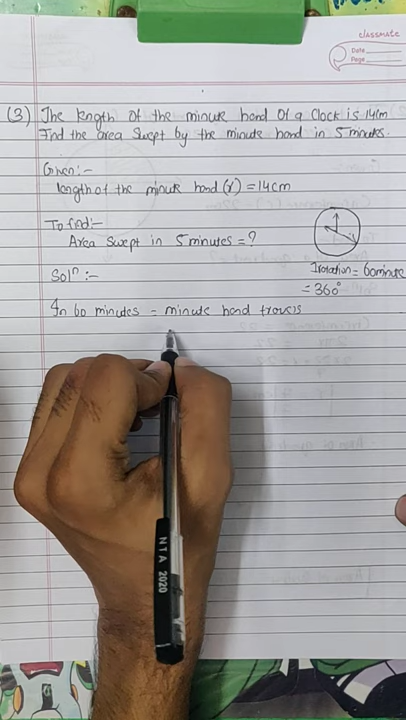 classmate
Date
Page
(3) The length of the minute hand of a clock is 14cm
Find the area swept by the minute hand in 5 minutes.
Given:-
length of the minute hand (r) = 14cm
To find:-
Area swept in 5 minutes = ?
Solⁿ :-
1 rotation = 60 minute
= 360°
In 60 minutes = minute hand travels
NTA 2020